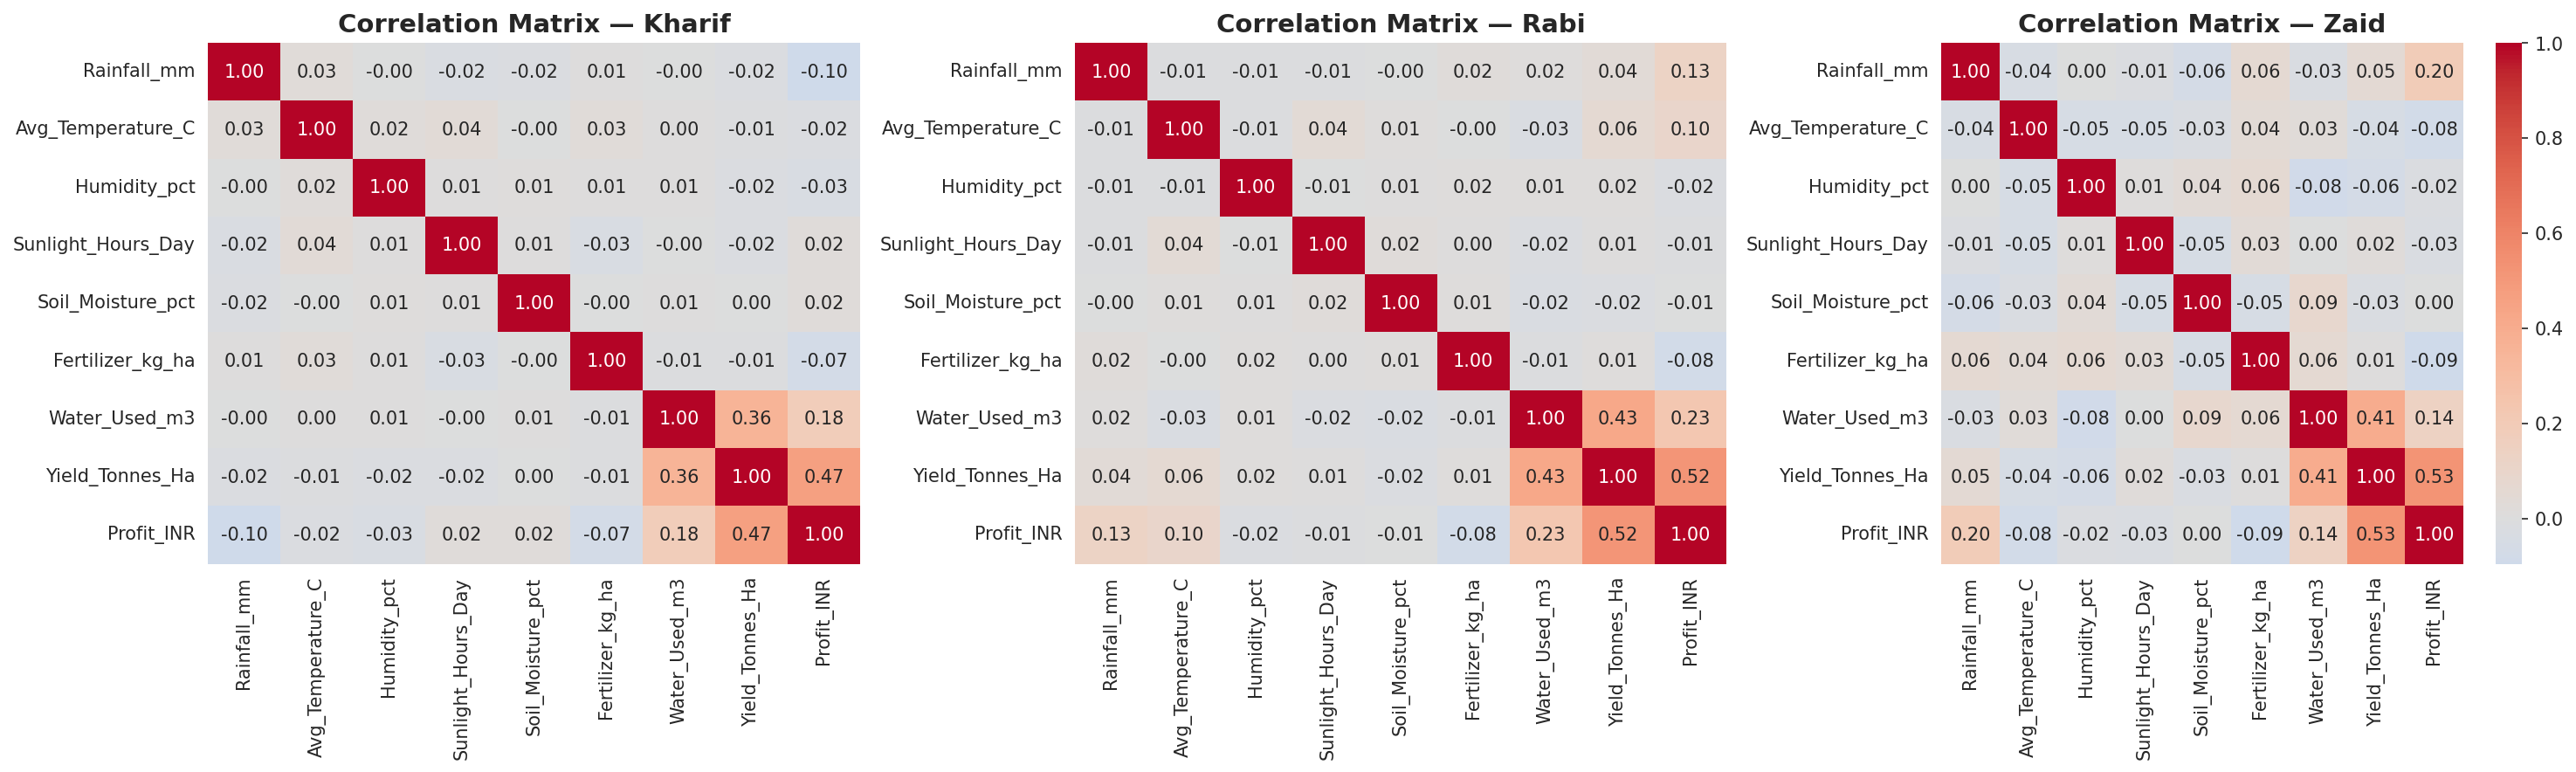 Correlation Matrix — Kharif
Rainfall_mm 1.00 0.03 -0.00 -0.02 -0.02 0.01 -0.00 -0.02 -0.10
Avg_Temperature_C 0.03 1.00 0.02 0.04 -0.00 0.03 0.00 -0.01 -0.02
Humidity_pct -0.00 0.02 1.00 0.01 0.01 0.01 0.01 -0.02 -0.03
Sunlight_Hours_Day -0.02 0.04 0.01 1.00 0.01 -0.03 -0.00 -0.02 0.02
Soil_Moisture_pct -0.02 -0.00 0.01 0.01 1.00 -0.00 0.01 0.00 0.02
Fertilizer_kg_ha 0.01 0.03 0.01 -0.03 -0.00 1.00 -0.01 -0.01 -0.07
Water_Used_m3 -0.00 0.00 0.01 -0.00 0.01 -0.01 1.00 0.36 0.18
Yield_Tonnes_Ha -0.02 -0.01 -0.02 -0.02 0.00 -0.01 0.36 1.00 0.47
Profit_INR -0.10 -0.02 -0.03 0.02 0.02 -0.07 0.18 0.47 1.00
Rainfall_mm Avg_Temperature_C Humidity_pct Sunlight_Hours_Day Soil_Moisture_pct Fertilizer_kg_ha Water_Used_m3 Yield_Tonnes_Ha Profit_INR
Correlation Matrix — Rabi
Rainfall_mm 1.00 -0.01 -0.01 -0.01 -0.00 0.02 0.02 0.04 0.13
Avg_Temperature_C -0.01 1.00 -0.01 0.04 0.01 -0.00 -0.03 0.06 0.10
Humidity_pct -0.01 -0.01 1.00 -0.01 0.01 0.02 0.01 0.02 -0.02
Sunlight_Hours_Day -0.01 0.04 -0.01 1.00 0.02 0.00 -0.02 0.01 -0.01
Soil_Moisture_pct -0.00 0.01 0.01 0.02 1.00 0.01 -0.02 -0.02 -0.01
Fertilizer_kg_ha 0.02 -0.00 0.02 0.00 0.01 1.00 -0.01 0.01 -0.08
Water_Used_m3 0.02 -0.03 0.01 -0.02 -0.02 -0.01 1.00 0.43 0.23
Yield_Tonnes_Ha 0.04 0.06 0.02 0.01 -0.02 0.01 0.43 1.00 0.52
Profit_INR 0.13 0.10 -0.02 -0.01 -0.01 -0.08 0.23 0.52 1.00
Rainfall_mm Avg_Temperature_C Humidity_pct Sunlight_Hours_Day Soil_Moisture_pct Fertilizer_kg_ha Water_Used_m3 Yield_Tonnes_Ha Profit_INR
Correlation Matrix — Zaid
Rainfall_mm 1.00 -0.04 0.00 -0.01 -0.06 0.06 -0.03 0.05 0.20
Avg_Temperature_C -0.04 1.00 -0.05 -0.05 -0.03 0.04 0.03 -0.04 -0.08
Humidity_pct 0.00 -0.05 1.00 0.01 0.04 0.06 -0.08 -0.06 -0.02
Sunlight_Hours_Day -0.01 -0.05 0.01 1.00 -0.05 0.03 0.00 0.02 -0.03
Soil_Moisture_pct -0.06 -0.03 0.04 -0.05 1.00 -0.05 0.09 -0.03 0.00
Fertilizer_kg_ha 0.06 0.04 0.06 0.03 -0.05 1.00 0.06 0.01 -0.09
Water_Used_m3 -0.03 0.03 -0.08 0.00 0.09 0.06 1.00 0.41 0.14
Yield_Tonnes_Ha 0.05 -0.04 -0.06 0.02 -0.03 0.01 0.41 1.00 0.53
Profit_INR 0.20 -0.08 -0.02 -0.03 0.00 -0.09 0.14 0.53 1.00
Rainfall_mm Avg_Temperature_C Humidity_pct Sunlight_Hours_Day Soil_Moisture_pct Fertilizer_kg_ha Water_Used_m3 Yield_Tonnes_Ha Profit_INR
1.0
0.8
0.6
0.4
0.2
0.0